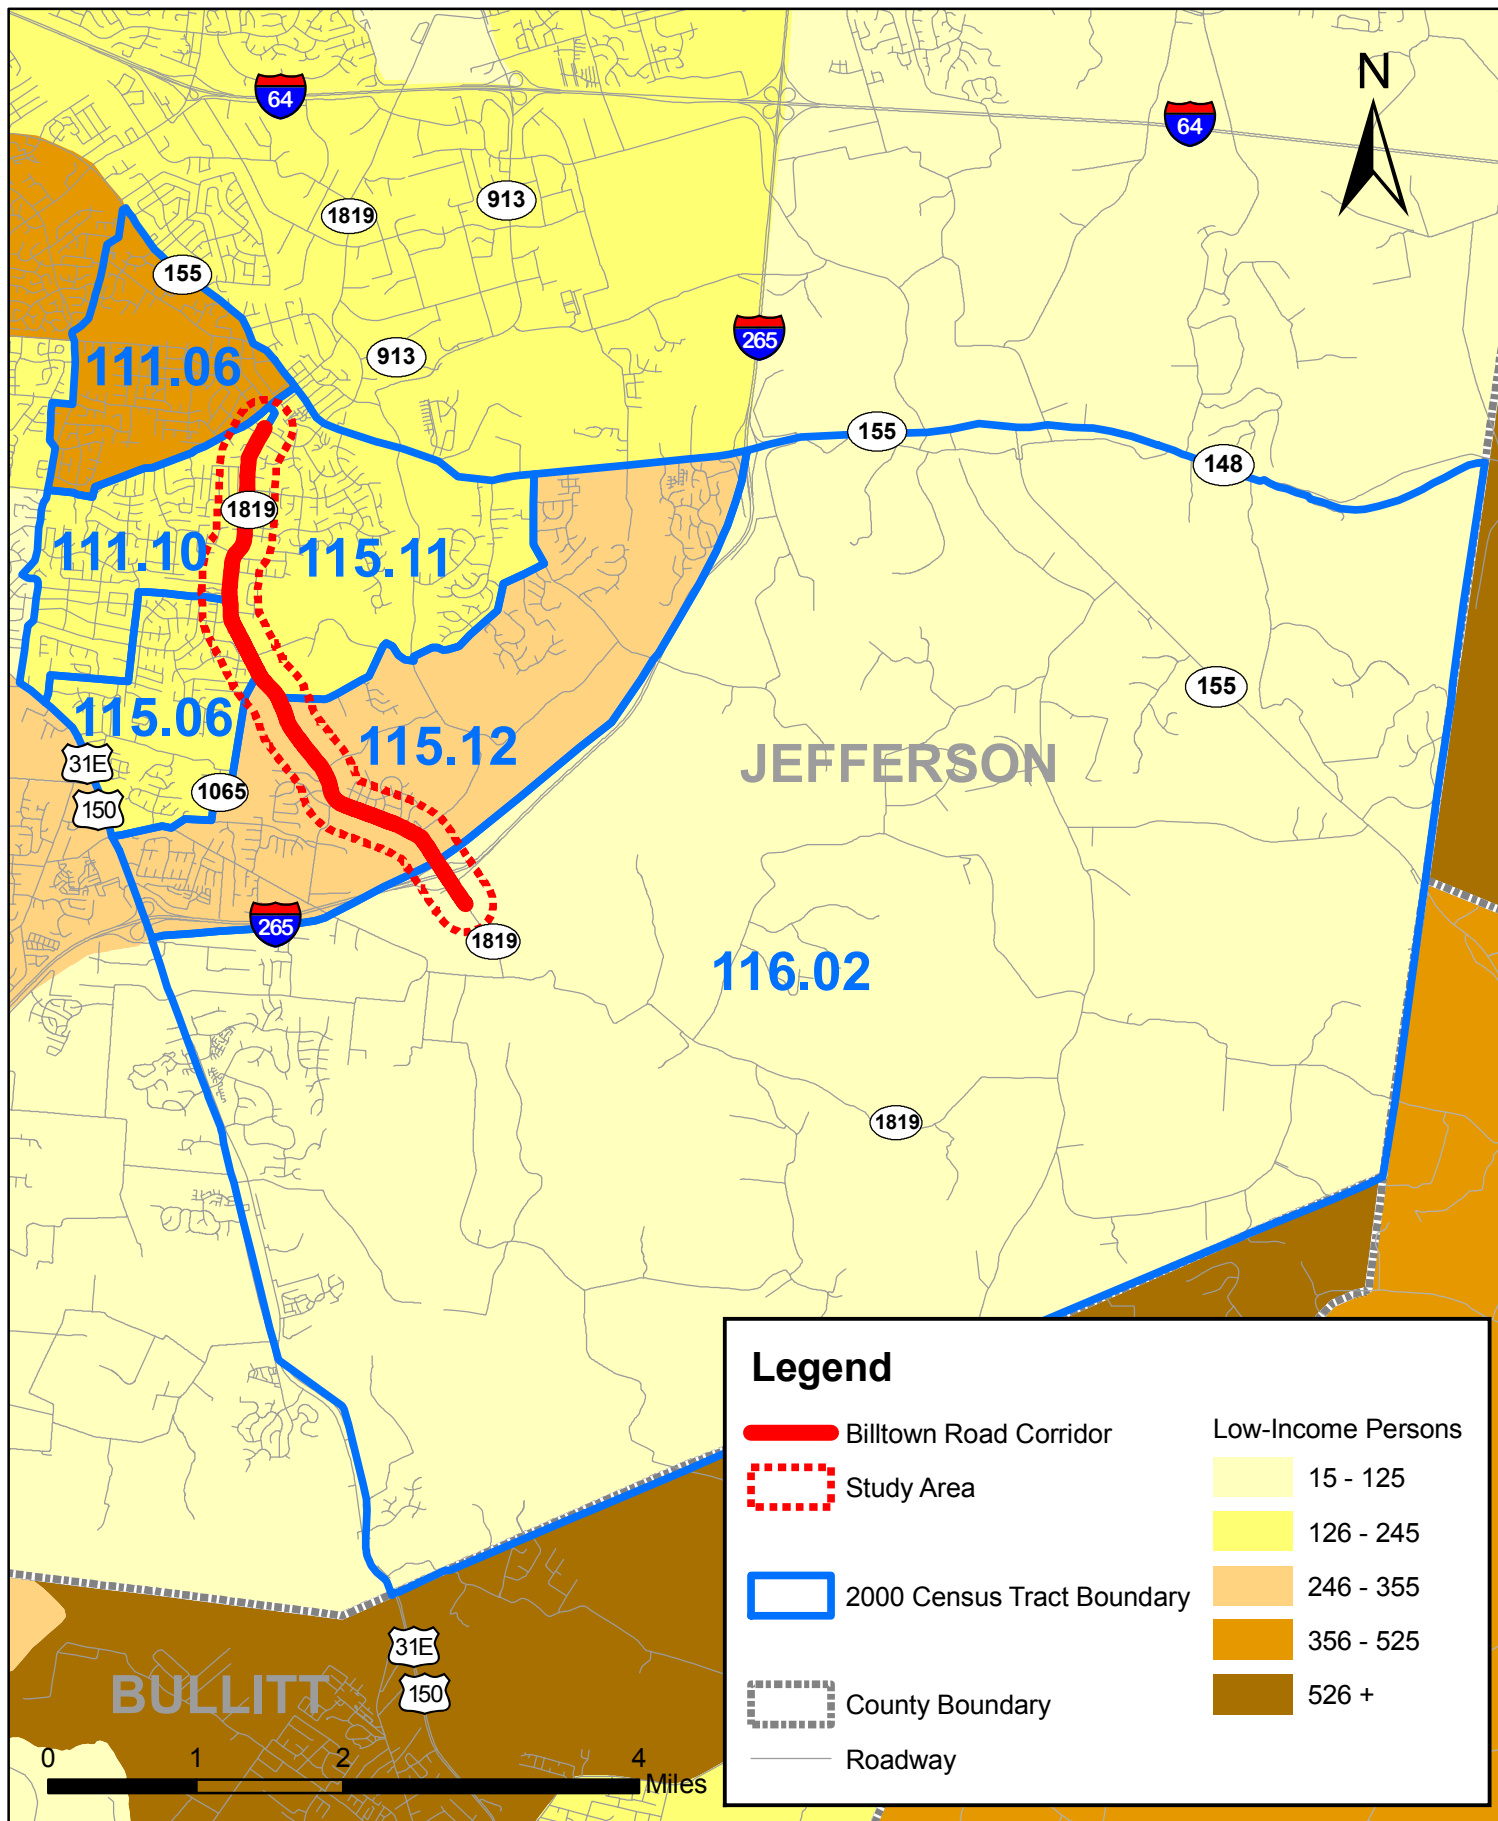 N
64
64
1819
913
155
265
913
111.06
155
148
1819
111.10
115.11
155
115.06
115.12
JEFFERSON
31E
150
1065
265
1819
116.02
1819
Legend
Billtown Road Corridor
Study Area
2000 Census Tract Boundary
County Boundary
Roadway
Low-Income Persons
15 - 125
126 - 245
246 - 355
356 - 525
526 +
31E
150
BULLITT
0 1 2 4
Miles